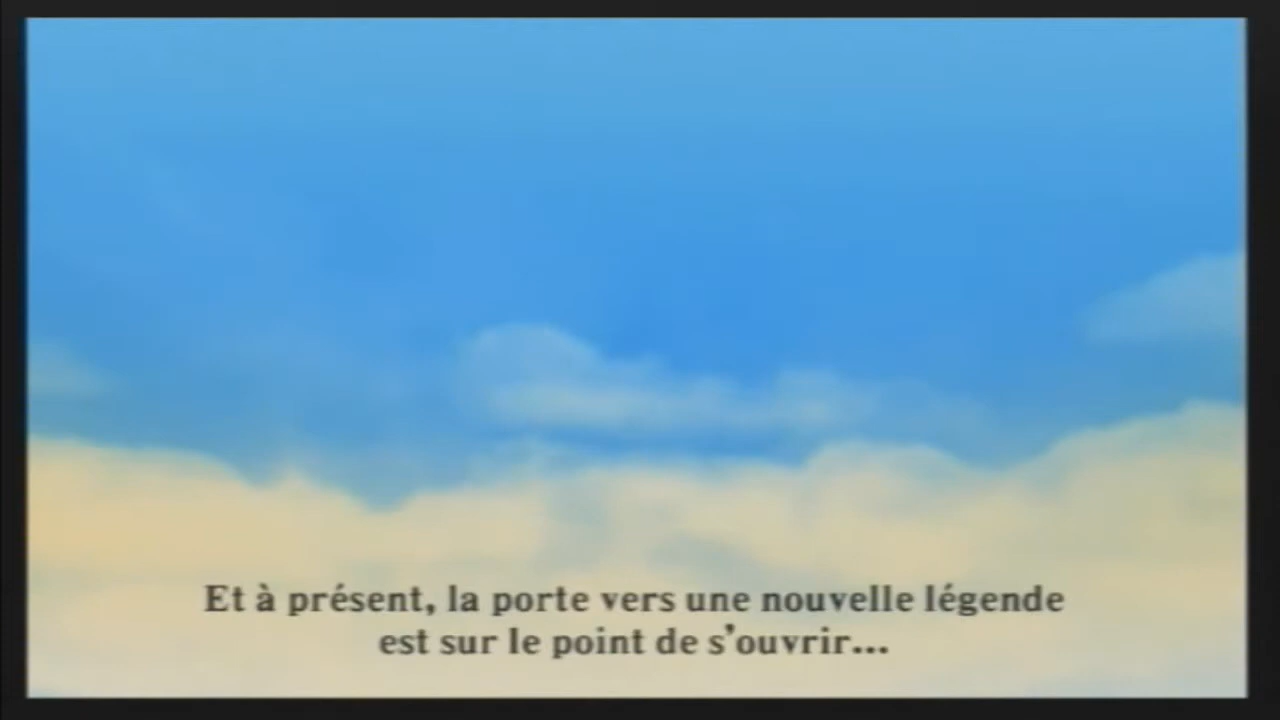 Et à présent, la porte vers une nouvelle légende
est sur le point de s'ouvrir...